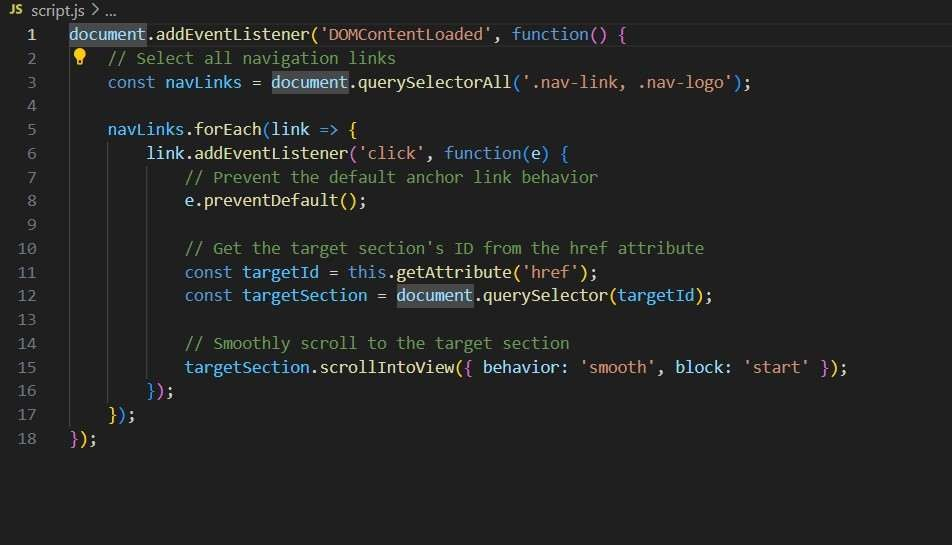 JS script.js > ...
1 document.addEventListener('DOMContentLoaded', function() {
2     // Select all navigation links
3     const navLinks = document.querySelectorAll('.nav-link, .nav-logo');
4
5     navLinks.forEach(link => {
6         link.addEventListener('click', function(e) {
7             // Prevent the default anchor link behavior
8             e.preventDefault();
9
10             // Get the target section's ID from the href attribute
11             const targetId = this.getAttribute('href');
12             const targetSection = document.querySelector(targetId);
13
14             // Smoothly scroll to the target section
15             targetSection.scrollIntoView({ behavior: 'smooth', block: 'start' });
16         });
17     });
18 });